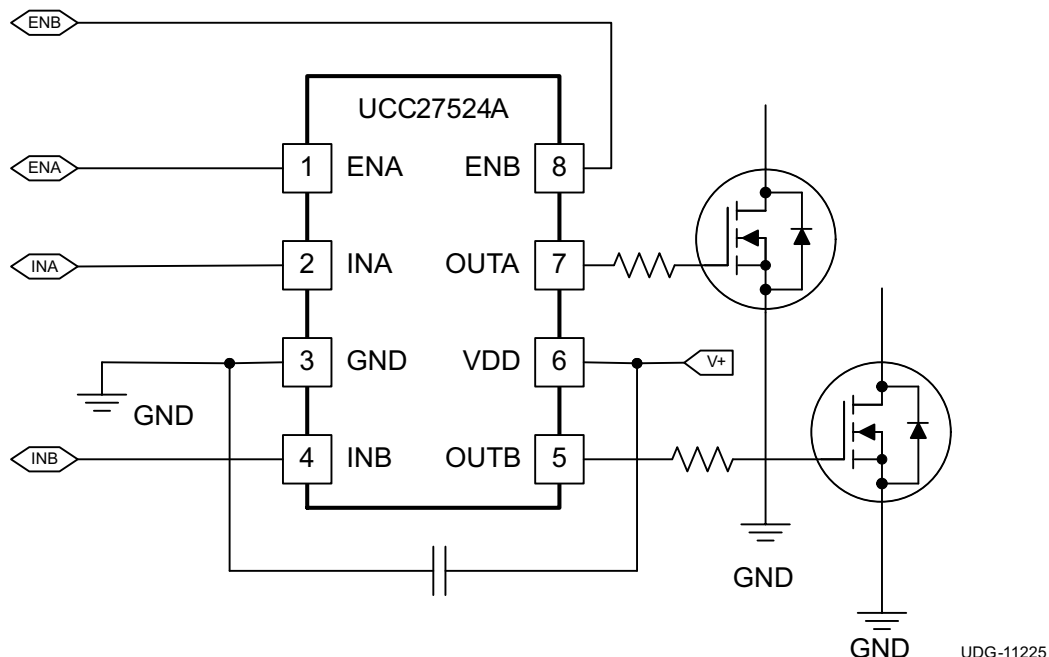 ENB
UCC27524A
ENA
1 ENA
ENB 8
INA
2 INA
OUTA 7
3 GND
VDD 6
V+
GND
INB
4 INB
OUTB 5
GND
GND
UDG-11225